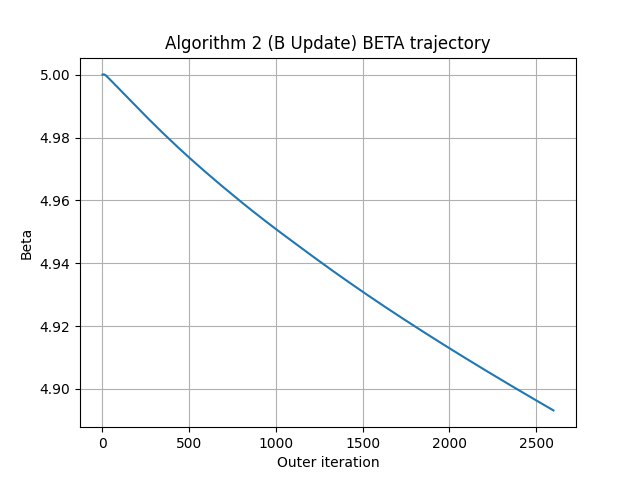 Algorithm 2 (B Update) BETA trajectory
5.00
4.98
4.96
4.94
4.92
4.90
Beta
0 500 1000 1500 2000 2500
Outer iteration